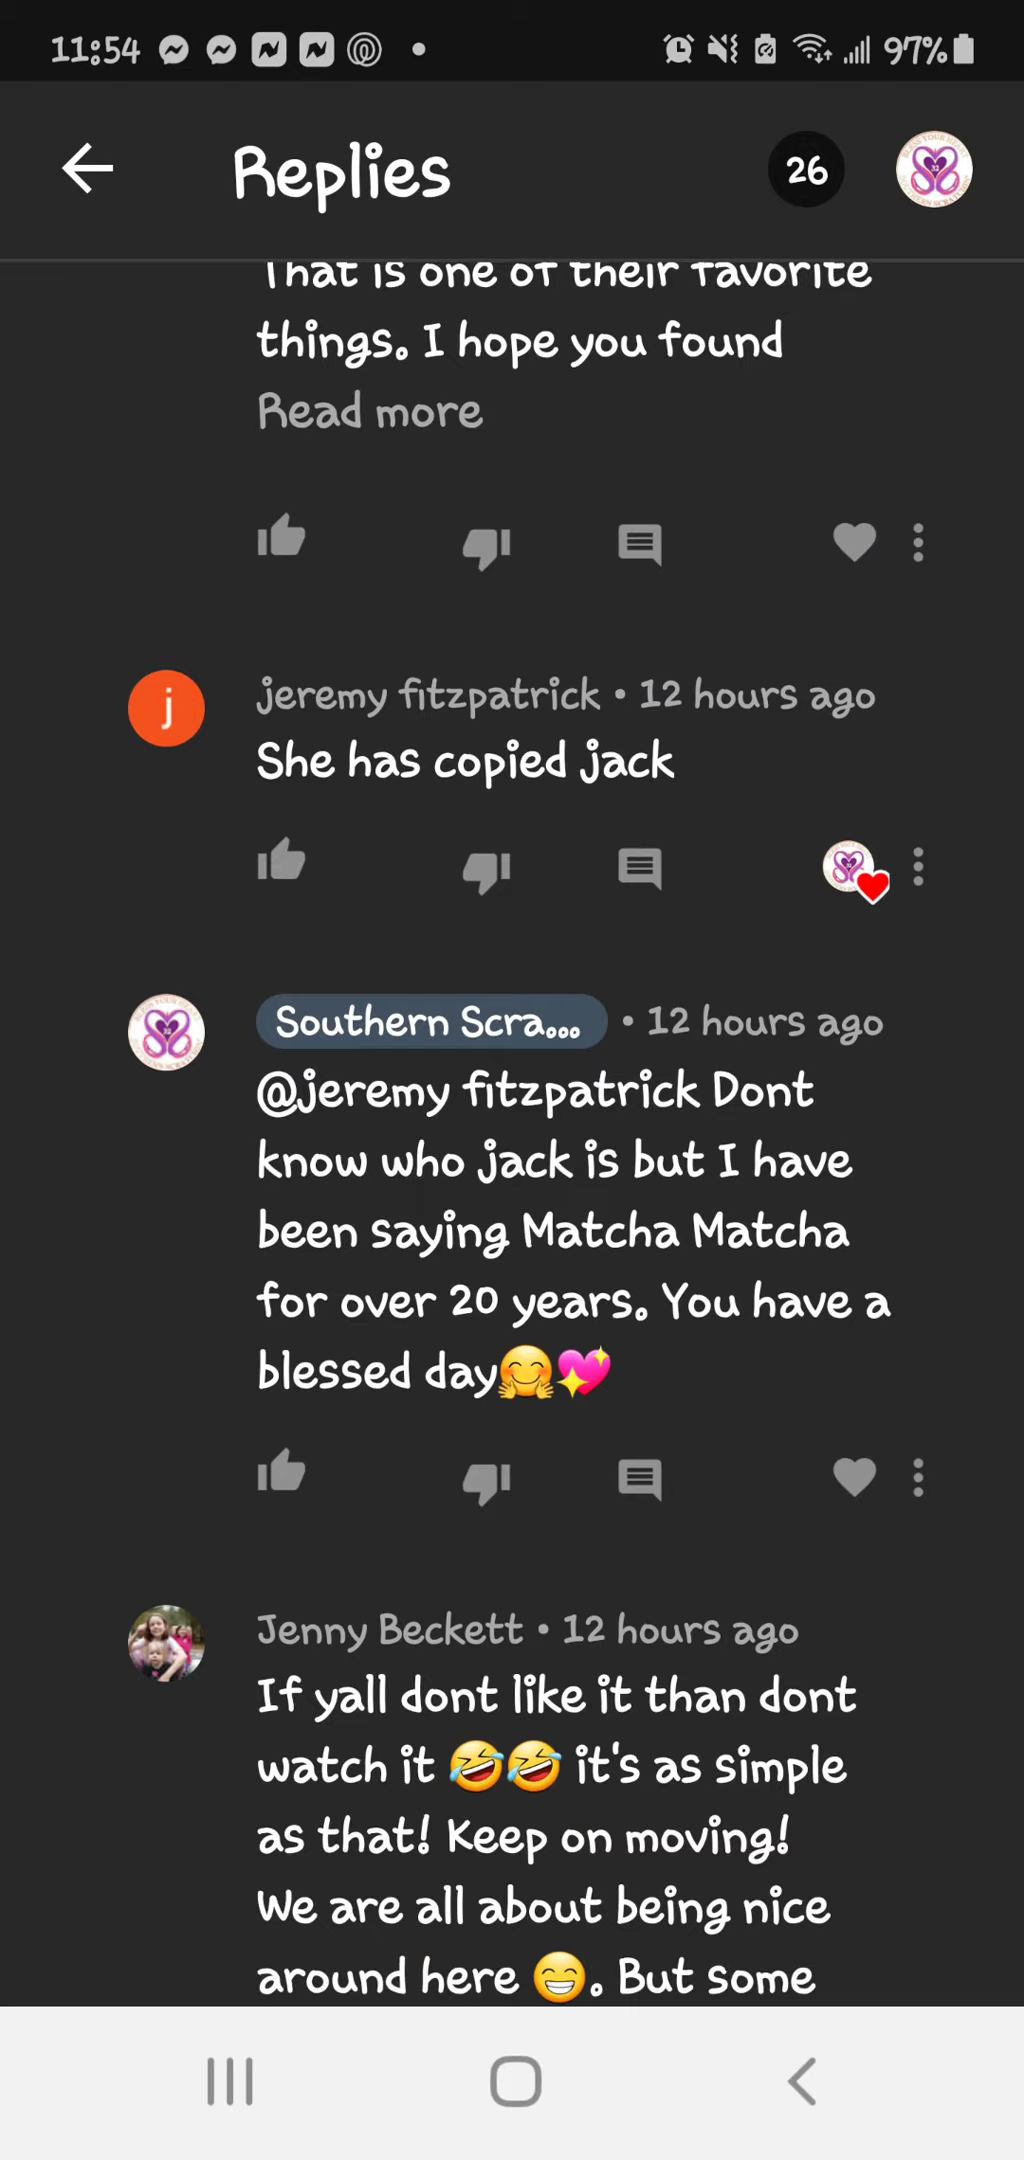 11:54 97%
Replies 26
That is one of their favorite
things. I hope you found
Read more
j
jeremy fitzpatrick • 12 hours ago
She has copied jack
Southern Scra... • 12 hours ago
@jeremy fitzpatrick Dont
know who jack is but I have
been saying Matcha Matcha
for over 20 years. You have a
blessed day🤗💖
Jenny Beckett • 12 hours ago
If yall dont like it than dont
watch it 🤣🤣 it's as simple
as that! Keep on moving!
We are all about being nice
around here 😁. But some